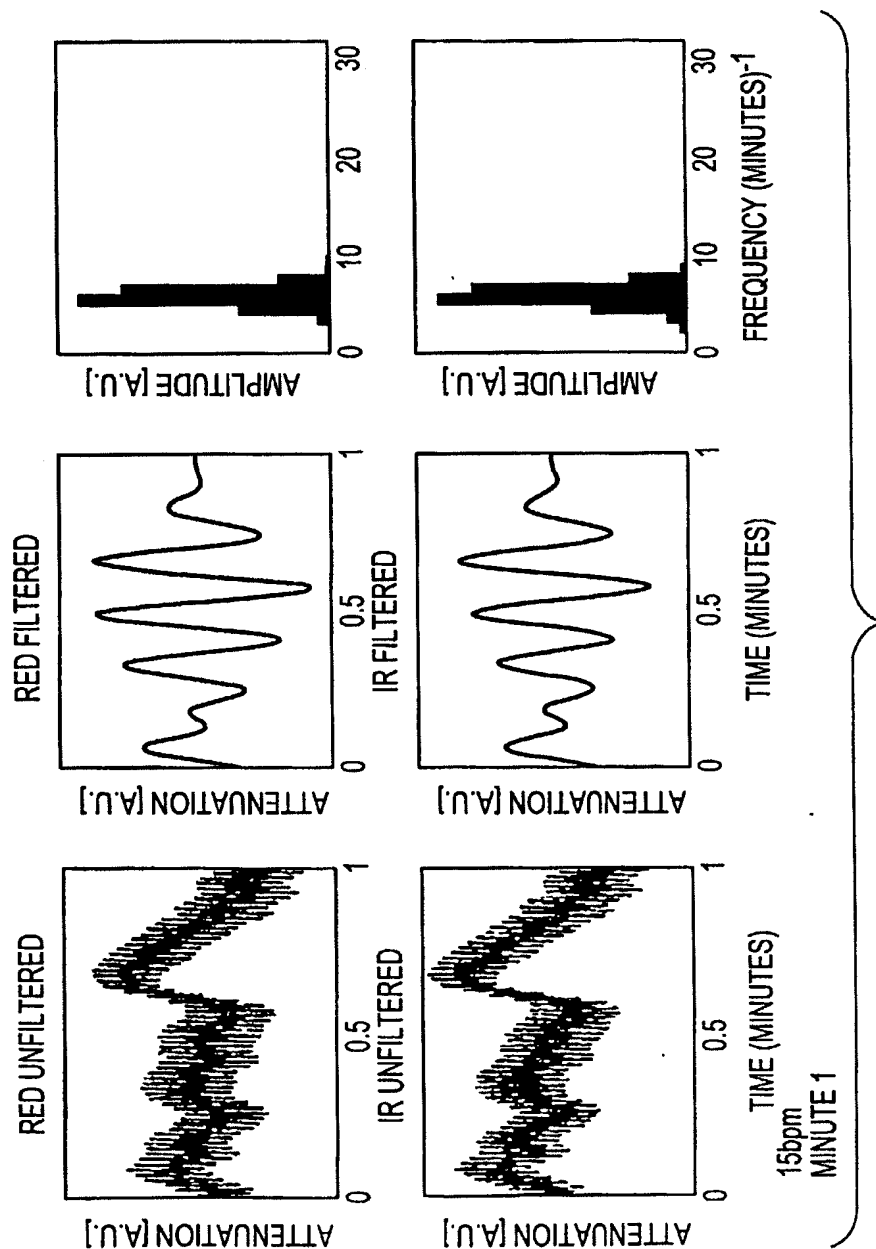 RED UNFILTERED
RED FILTERED
ATTENUATION [A.U.]
ATTENUATION [A.U.]
AMPLITUDE [A.U.]
0 0.5 1
0 0.5 1
0 10 20 30
IR UNFILTERED
IR FILTERED
ATTENUATION [A.U.]
ATTENUATION [A.U.]
AMPLITUDE [A.U.]
0 0.5 1
0 0.5 1
0 10 20 30
TIME (MINUTES)
TIME (MINUTES)
FREQUENCY (MINUTES)-1
15bpm
MINUTE 1